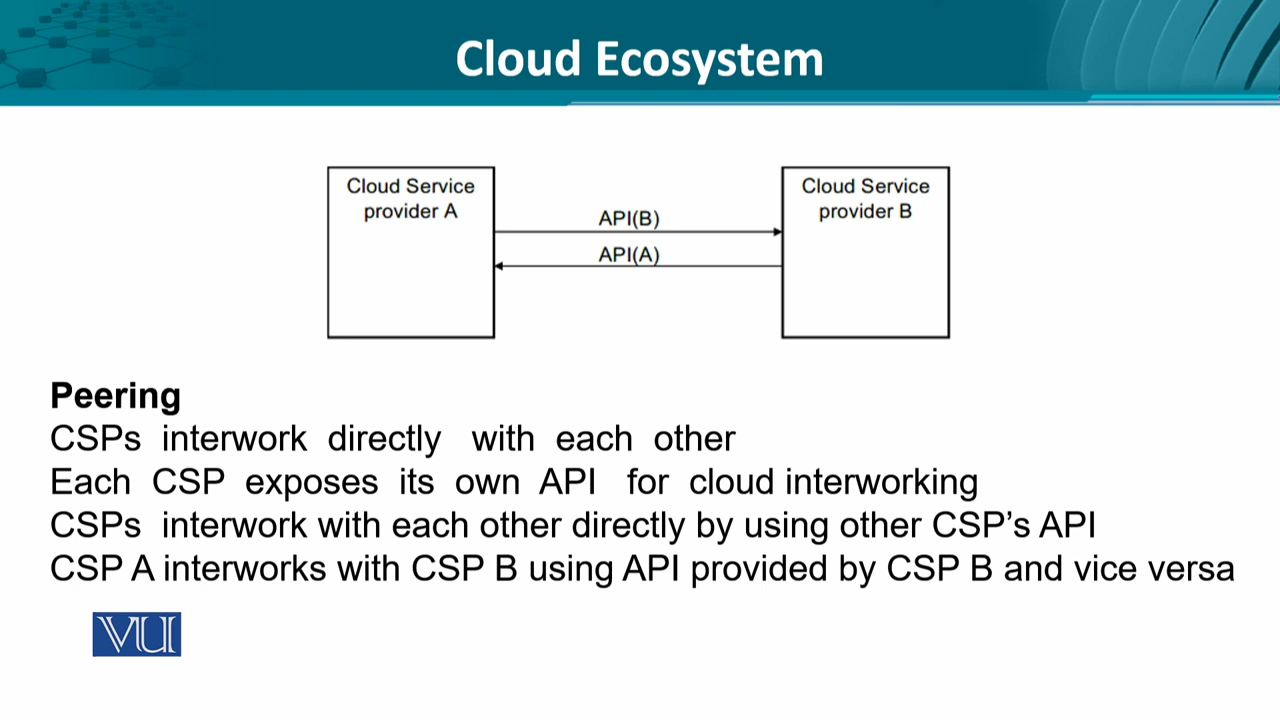 Cloud Ecosystem
Cloud Service
provider A
API(B)
API(A)
Cloud Service
provider B
Peering
CSPs interwork directly with each other
Each CSP exposes its own API for cloud interworking
CSPs interwork with each other directly by using other CSP’s API
CSP A interworks with CSP B using API provided by CSP B and vice versa
VU